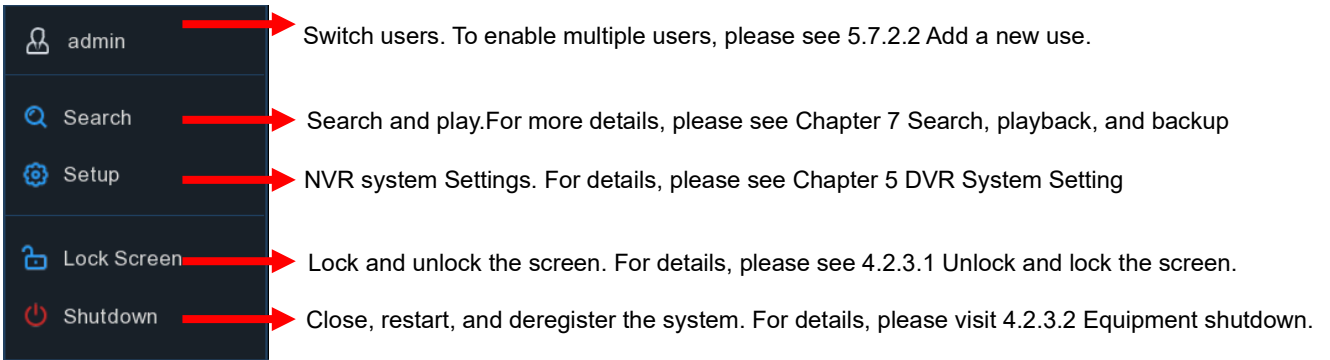 admin Switch users. To enable multiple users, please see 5.7.2.2 Add a new use.
Search Search and play.For more details, please see Chapter 7 Search, playback, and backup
Setup NVR system Settings. For details, please see Chapter 5 DVR System Setting
Lock Screen Lock and unlock the screen. For details, please see 4.2.3.1 Unlock and lock the screen.
Shutdown Close, restart, and deregister the system. For details, please visit 4.2.3.2 Equipment shutdown.